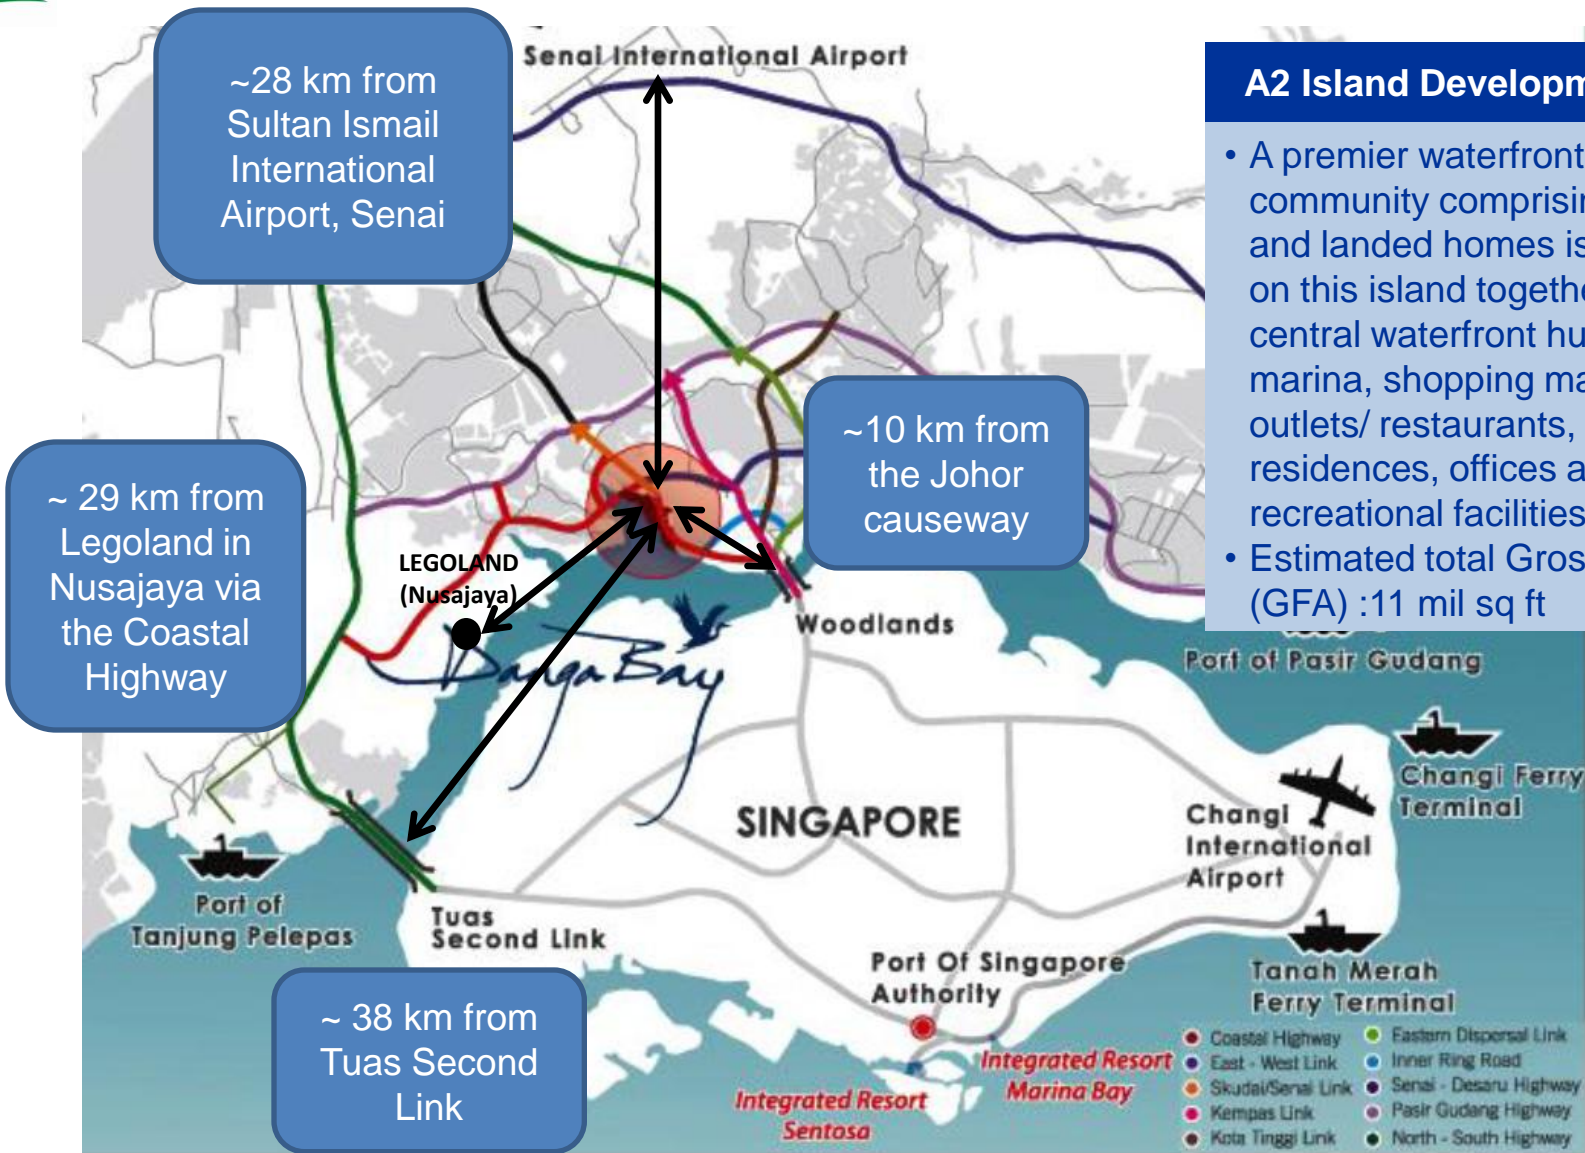 ~28 km from
Sultan Ismail
International
Airport, Senai
Senai International Airport
A2 Island Developm
• A premier waterfront
community comprisin
and landed homes is
on this island togethe
central waterfront hu
marina, shopping ma
outlets/ restaurants,
residences, offices a
recreational facilities
• Estimated total Gros
(GFA) :11 mil sq ft
~10 km from
the Johor
causeway
~ 29 km from
Legoland in
Nusajaya via
the Coastal
Highway
LEGOLAND
(Nusajaya)
Danga Bay
Woodlands
Port of Pasir Gudang
Changi Ferry
Terminal
SINGAPORE
Changi
International
Airport
Port of
Tanjung Pelepas
Tuas
Second Link
Port Of Singapore
Authority
Tanah Merah
Ferry Terminal
~ 38 km from
Tuas Second
Link
Integrated Resort
Marina Bay
Integrated Resort
Sentosa
Coastal Highway
East - West Link
Skudai/Senai Link
Kempas Link
Kota Tinggi Link
Eastern Dispersal Link
Inner Ring Road
Senai - Desaru Highway
Pasir Gudang Highway
North - South Highway